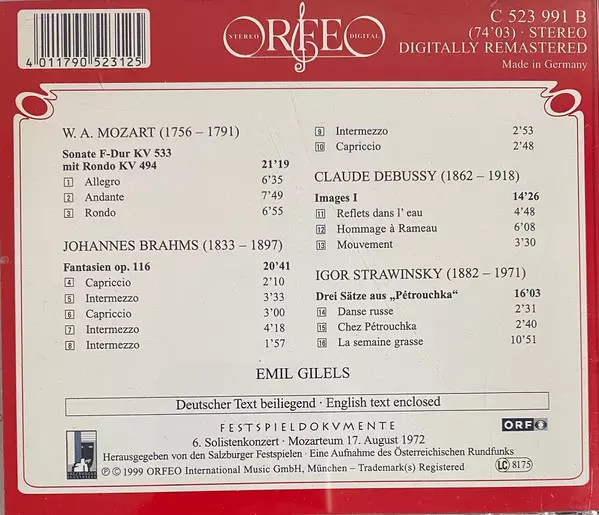 4 011790 523125
STEREO ORFEO DIGITAL
C 523 991 B
(74’03) · STEREO
DIGITALLY REMASTERED
Made in Germany
W. A. MOZART (1756 – 1791)
Sonate F-Dur KV 533
mit Rondo KV 494 21’19
1 Allegro 6’35
2 Andante 7’49
3 Rondo 6’55
JOHANNES BRAHMS (1833 – 1897)
Fantasien op. 116 20’41
4 Capriccio 2’10
5 Intermezzo 3’33
6 Capriccio 3’00
7 Intermezzo 4’18
8 Intermezzo 1’57
9 Intermezzo 2’53
10 Capriccio 2’48
CLAUDE DEBUSSY (1862 – 1918)
Images I 14’26
11 Reflets dans l’ eau 4’48
12 Hommage à Rameau 6’08
13 Mouvement 3’30
IGOR STRAWINSKY (1882 – 1971)
Drei Sätze aus „Pétrouchka“ 16’03
14 Danse russe 2’31
15 Chez Pétrouchka 2’40
16 La semaine grasse 10’51
EMIL GILELS
Deutscher Text beiliegend · English text enclosed
FESTSPIELDOKVMENTE
6. Solistenkonzert · Mozarteum 17. August 1972
Herausgegeben von den Salzburger Festspielen · Eine Aufnahme des Österreichischen Rundfunks
Ⓟ © 1999 ORFEO International Music GmbH, München – Trademark(s) Registered
ORF
LC 8175